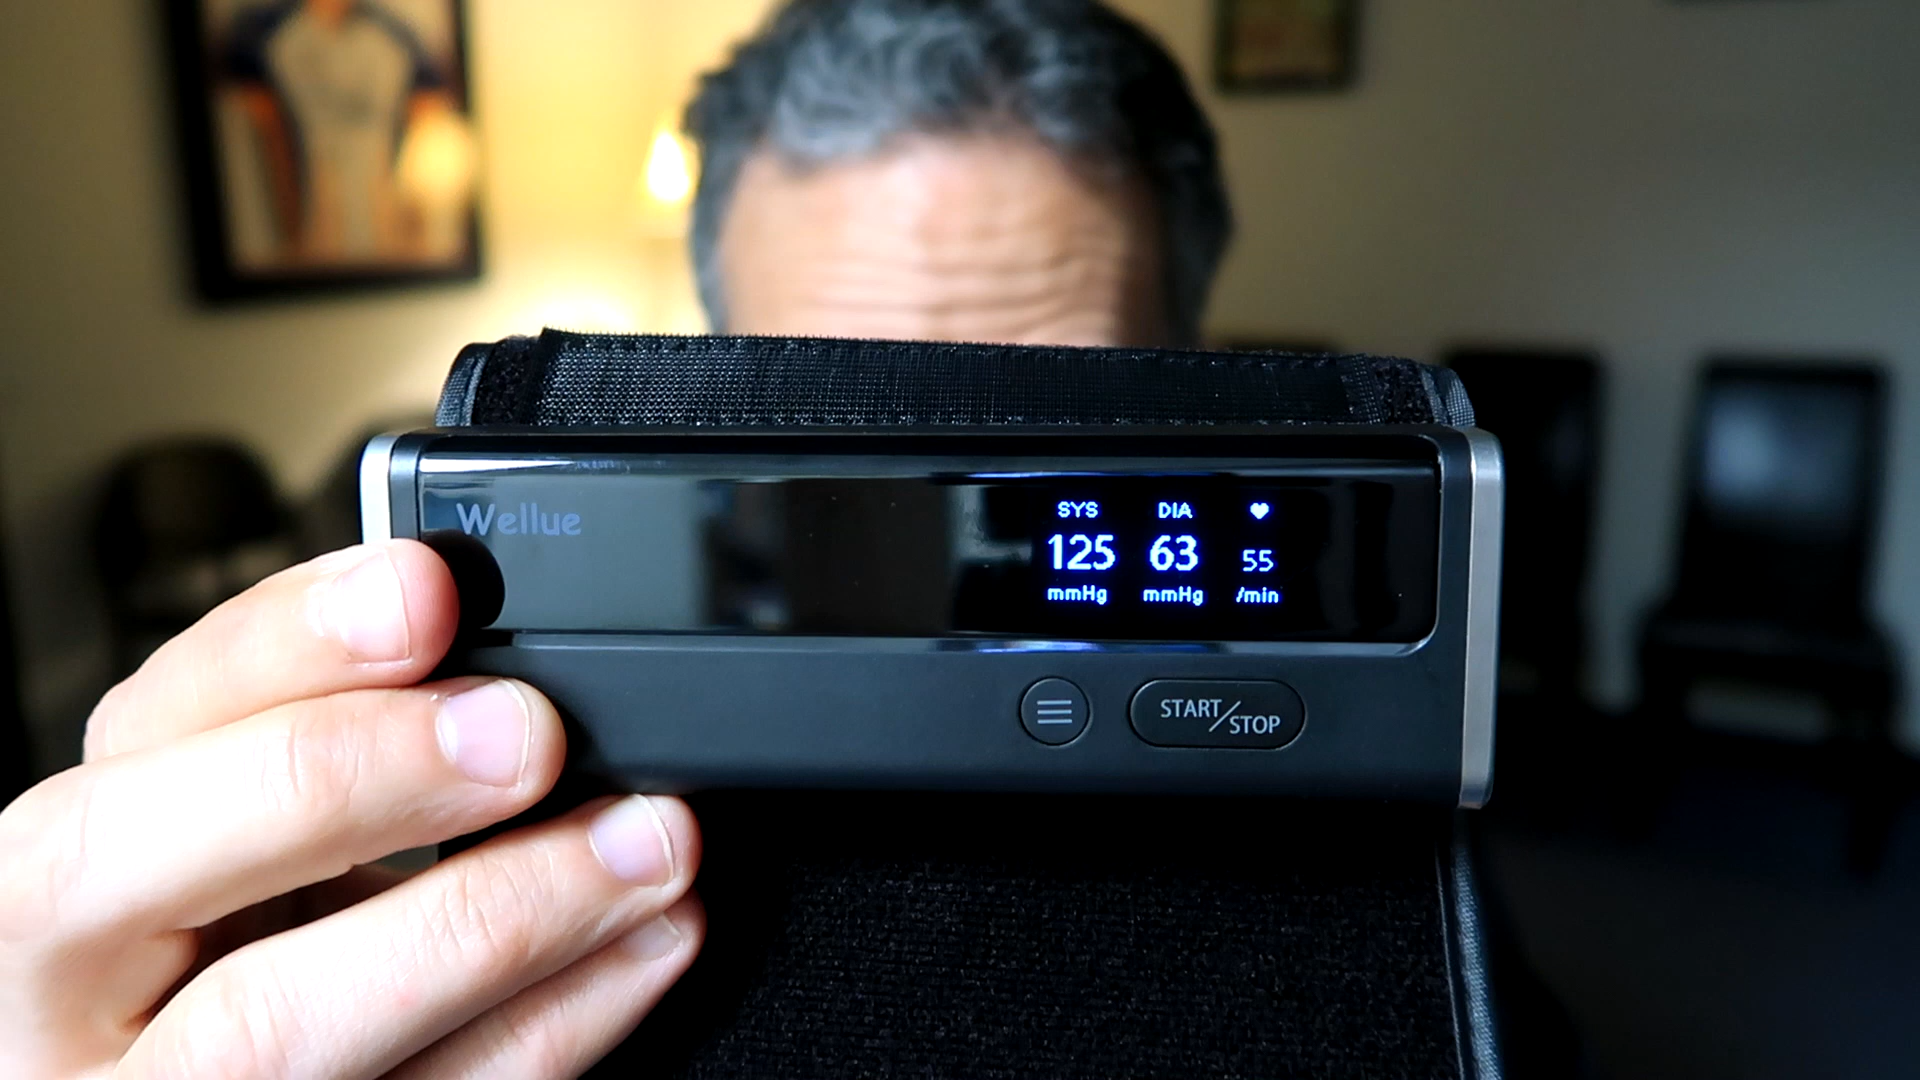 Wellue
SYS DIA ♥
125 63 55
mmHg mmHg /min
START/STOP